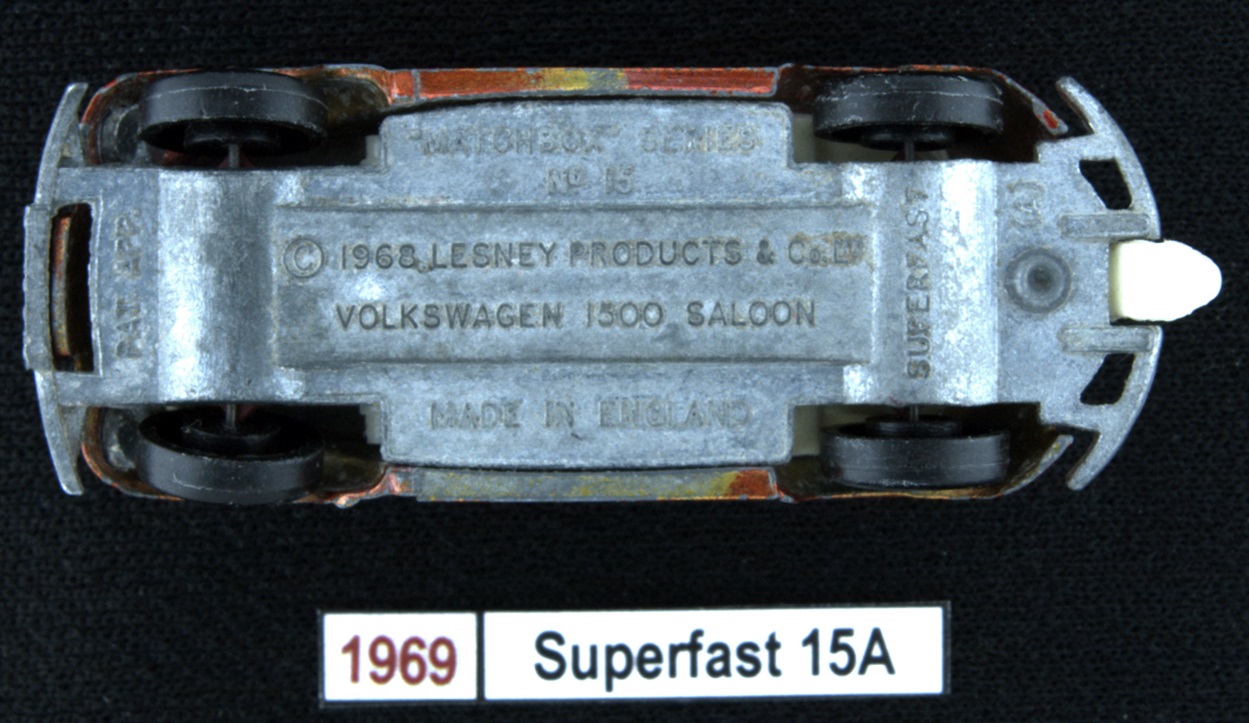 "MATCHBOX" SERIES
Nº 15
© 1968 LESNEY PRODUCTS & Co. LTD
VOLKSWAGEN 1500 SALOON
MADE IN ENGLAND
PAT. APP.
SUPERFAST
1969 Superfast 15A